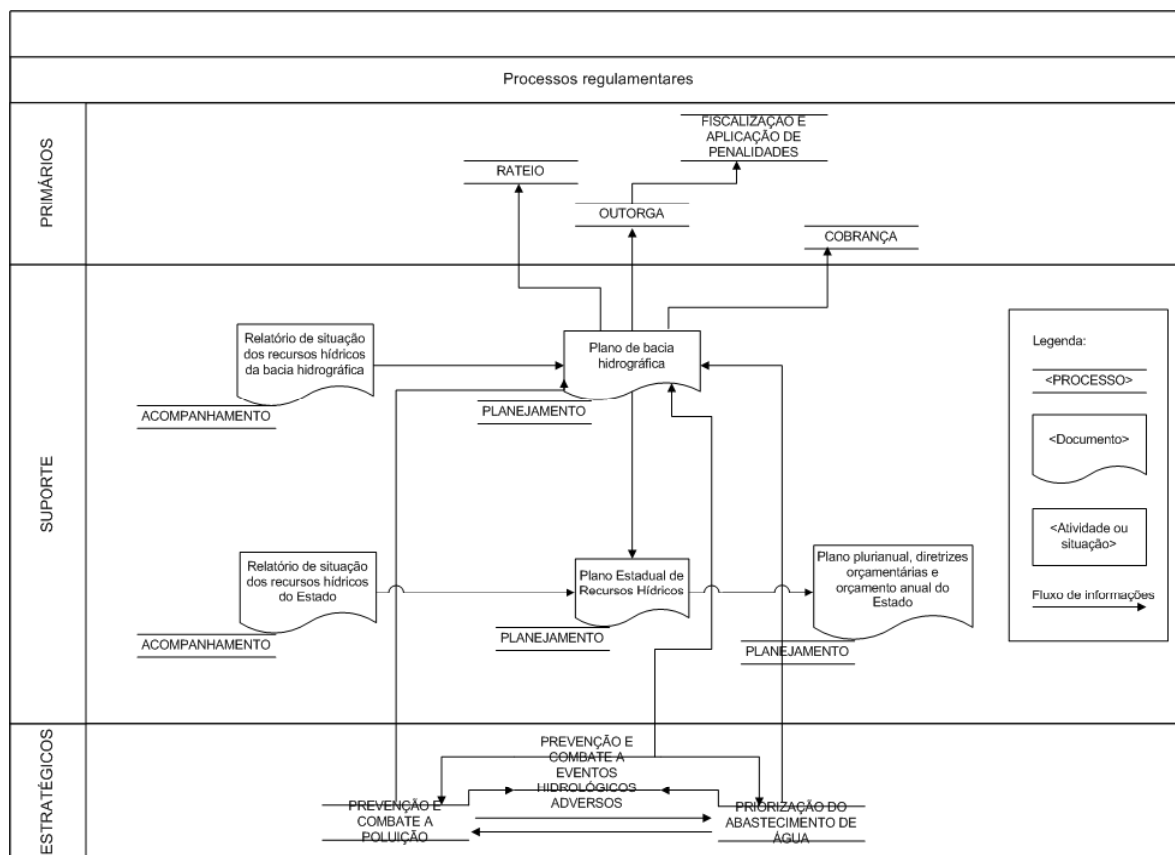 Processos regulamentares
PRIMÁRIOS
FISCALIZAÇÃO E
APLICAÇÃO DE
PENALIDADES
RATEIO
OUTORGA
COBRANÇA
SUPORTE
Relatório de situação
dos recursos hídricos
da bacia hidrográfica
ACOMPANHAMENTO
Plano de bacia
hidrográfica
PLANEJAMENTO
Relatório de situação
dos recursos hídricos
do Estado
ACOMPANHAMENTO
Plano Estadual de
Recursos Hídricos
PLANEJAMENTO
Plano plurianual, diretrizes
orçamentárias e
orçamento anual do
Estado
PLANEJAMENTO
Legenda:
<PROCESSO>
<Documento>
<Atividade ou
situação>
Fluxo de informações
ESTRATÉGICOS
PREVENÇÃO E
COMBATE A
EVENTOS
HIDROLÓGICOS
ADVERSOS
PREVENÇÃO E
COMBATE A
POLUIÇÃO
PRIORIZAÇÃO DO
ABASTECIMENTO DE
ÁGUA